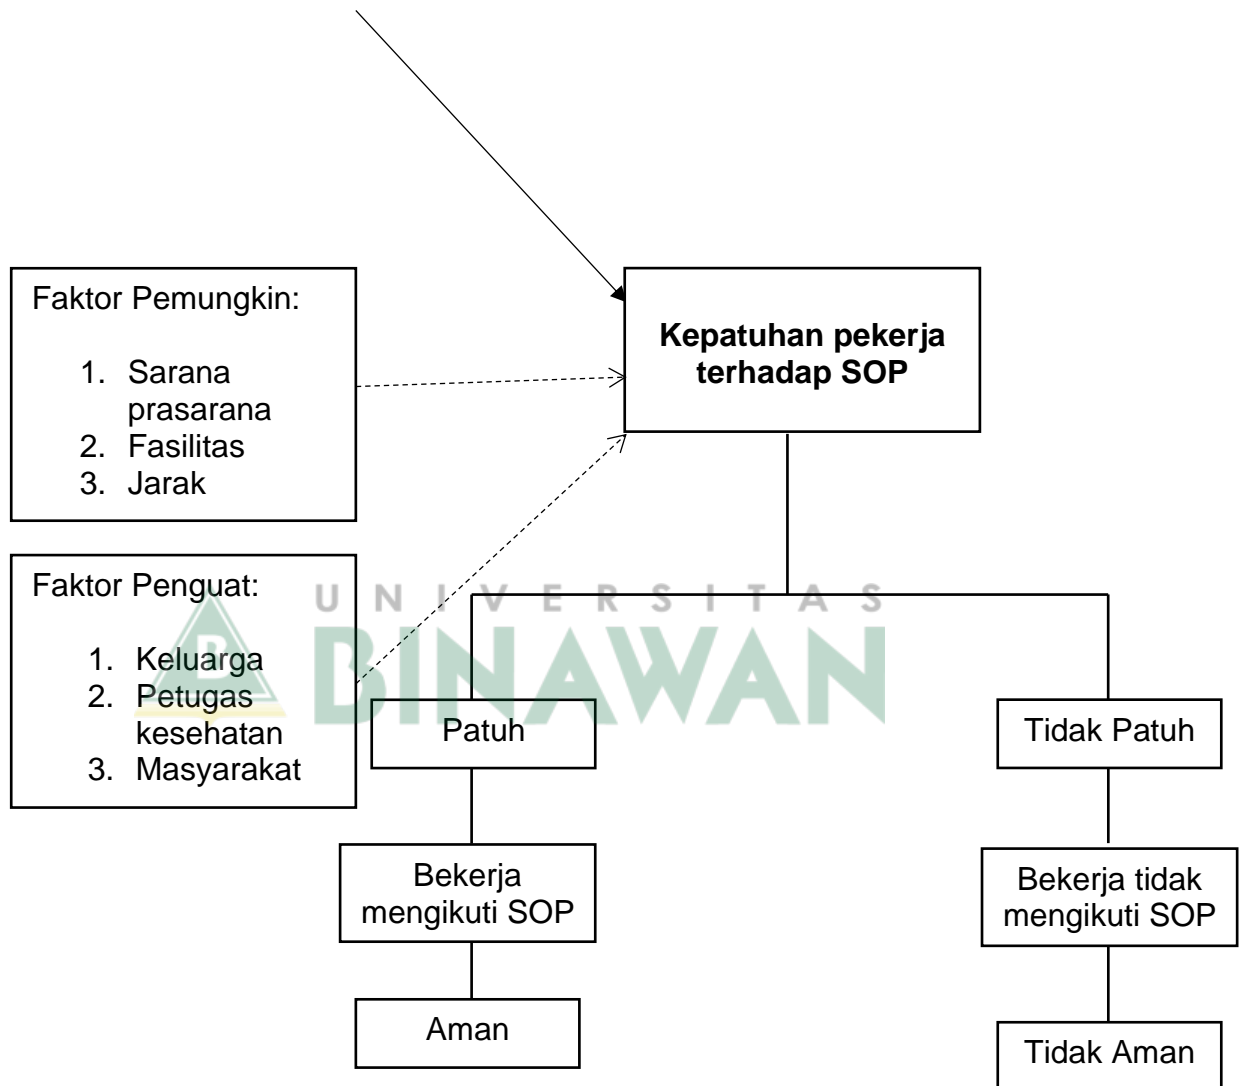 Faktor Pemungkin:
1. Sarana
prasarana
2. Fasilitas
3. Jarak
Kepatuhan pekerja
terhadap SOP
Faktor Penguat:
1. Keluarga
2. Petugas
kesehatan
3. Masyarakat
UNIVERSITAS
BINAWAN
B
Patuh
Tidak Patuh
Bekerja
mengikuti SOP
Bekerja tidak
mengikuti SOP
Aman
Tidak Aman